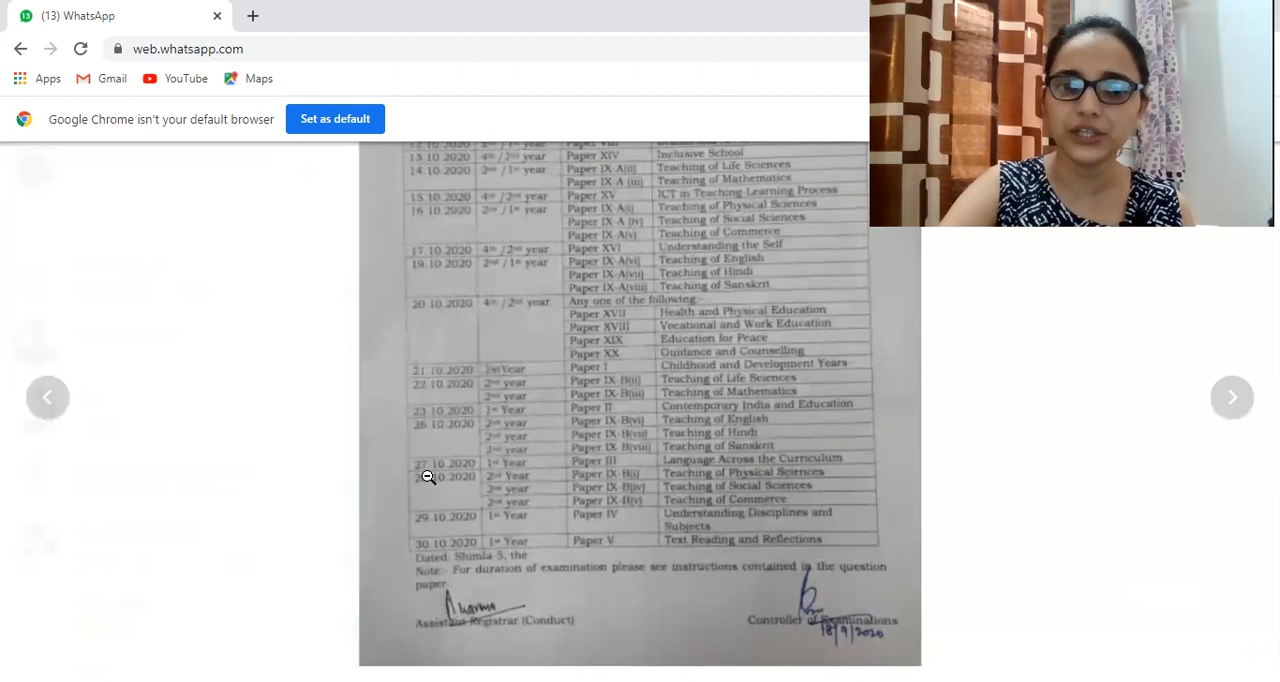 (13) WhatsApp
web.whatsapp.com
Apps Gmail YouTube Maps
Google Chrome isn't your default browser Set as default
12.10.2020 Paper VIII
13.10.2020 4th/2nd year Paper XIV Inclusive School
14.10.2020 2nd/1st year Paper IX-A(ii) Teaching of Life Sciences
Paper IX-A (iii) Teaching of Mathematics
15.10.2020 4th/2nd year Paper XV ICT in Teaching-Learning Process
16.10.2020 2nd/1st year Paper IX-A(i) Teaching of Physical Sciences
Paper IX-A (iv) Teaching of Social Sciences
Paper IX-A(v) Teaching of Commerce
17.10.2020 4th/2nd year Paper XVI Understanding the Self
19.10.2020 2nd/1st year Paper IX-A(vi) Teaching of English
Paper IX-A(vii) Teaching of Hindi
Paper IX-A(viii) Teaching of Sanskrit
20.10.2020 4th/2nd year Any one of the following:-
Paper XVII Health and Physical Education
Paper XVIII Vocational and Work Education
Paper XIX Education for Peace
Paper XX Guidance and Counselling
21.10.2020 1st Year Paper I Childhood and Development Years
22.10.2020 2nd year Paper IX-B(ii) Teaching of Life Sciences
2nd year Paper IX-B(iii) Teaching of Mathematics
23.10.2020 1st Year Paper II Contemporary India and Education
26.10.2020 2nd year Paper IX-B(vi) Teaching of English
2nd year Paper IX-B(vii) Teaching of Hindi
2nd year Paper IX-B(viii) Teaching of Sanskrit
27.10.2020 1st Year Paper III Language Across the Curriculum
2nd Year Paper IX-B(i) Teaching of Physical Sciences
2nd year Paper IX-B(iv) Teaching of Social Sciences
2nd year Paper IX-B(v) Teaching of Commerce
29.10.2020 1st Year Paper IV Understanding Disciplines and
Subjects
30.10.2020 1st Year Paper V Text Reading and Reflections
Dated: Shimla-5, the
Note:- For duration of examination please see instructions contained in the question
paper.
Assistant Registrar (Conduct) Controller of Examinations
18/9/2020